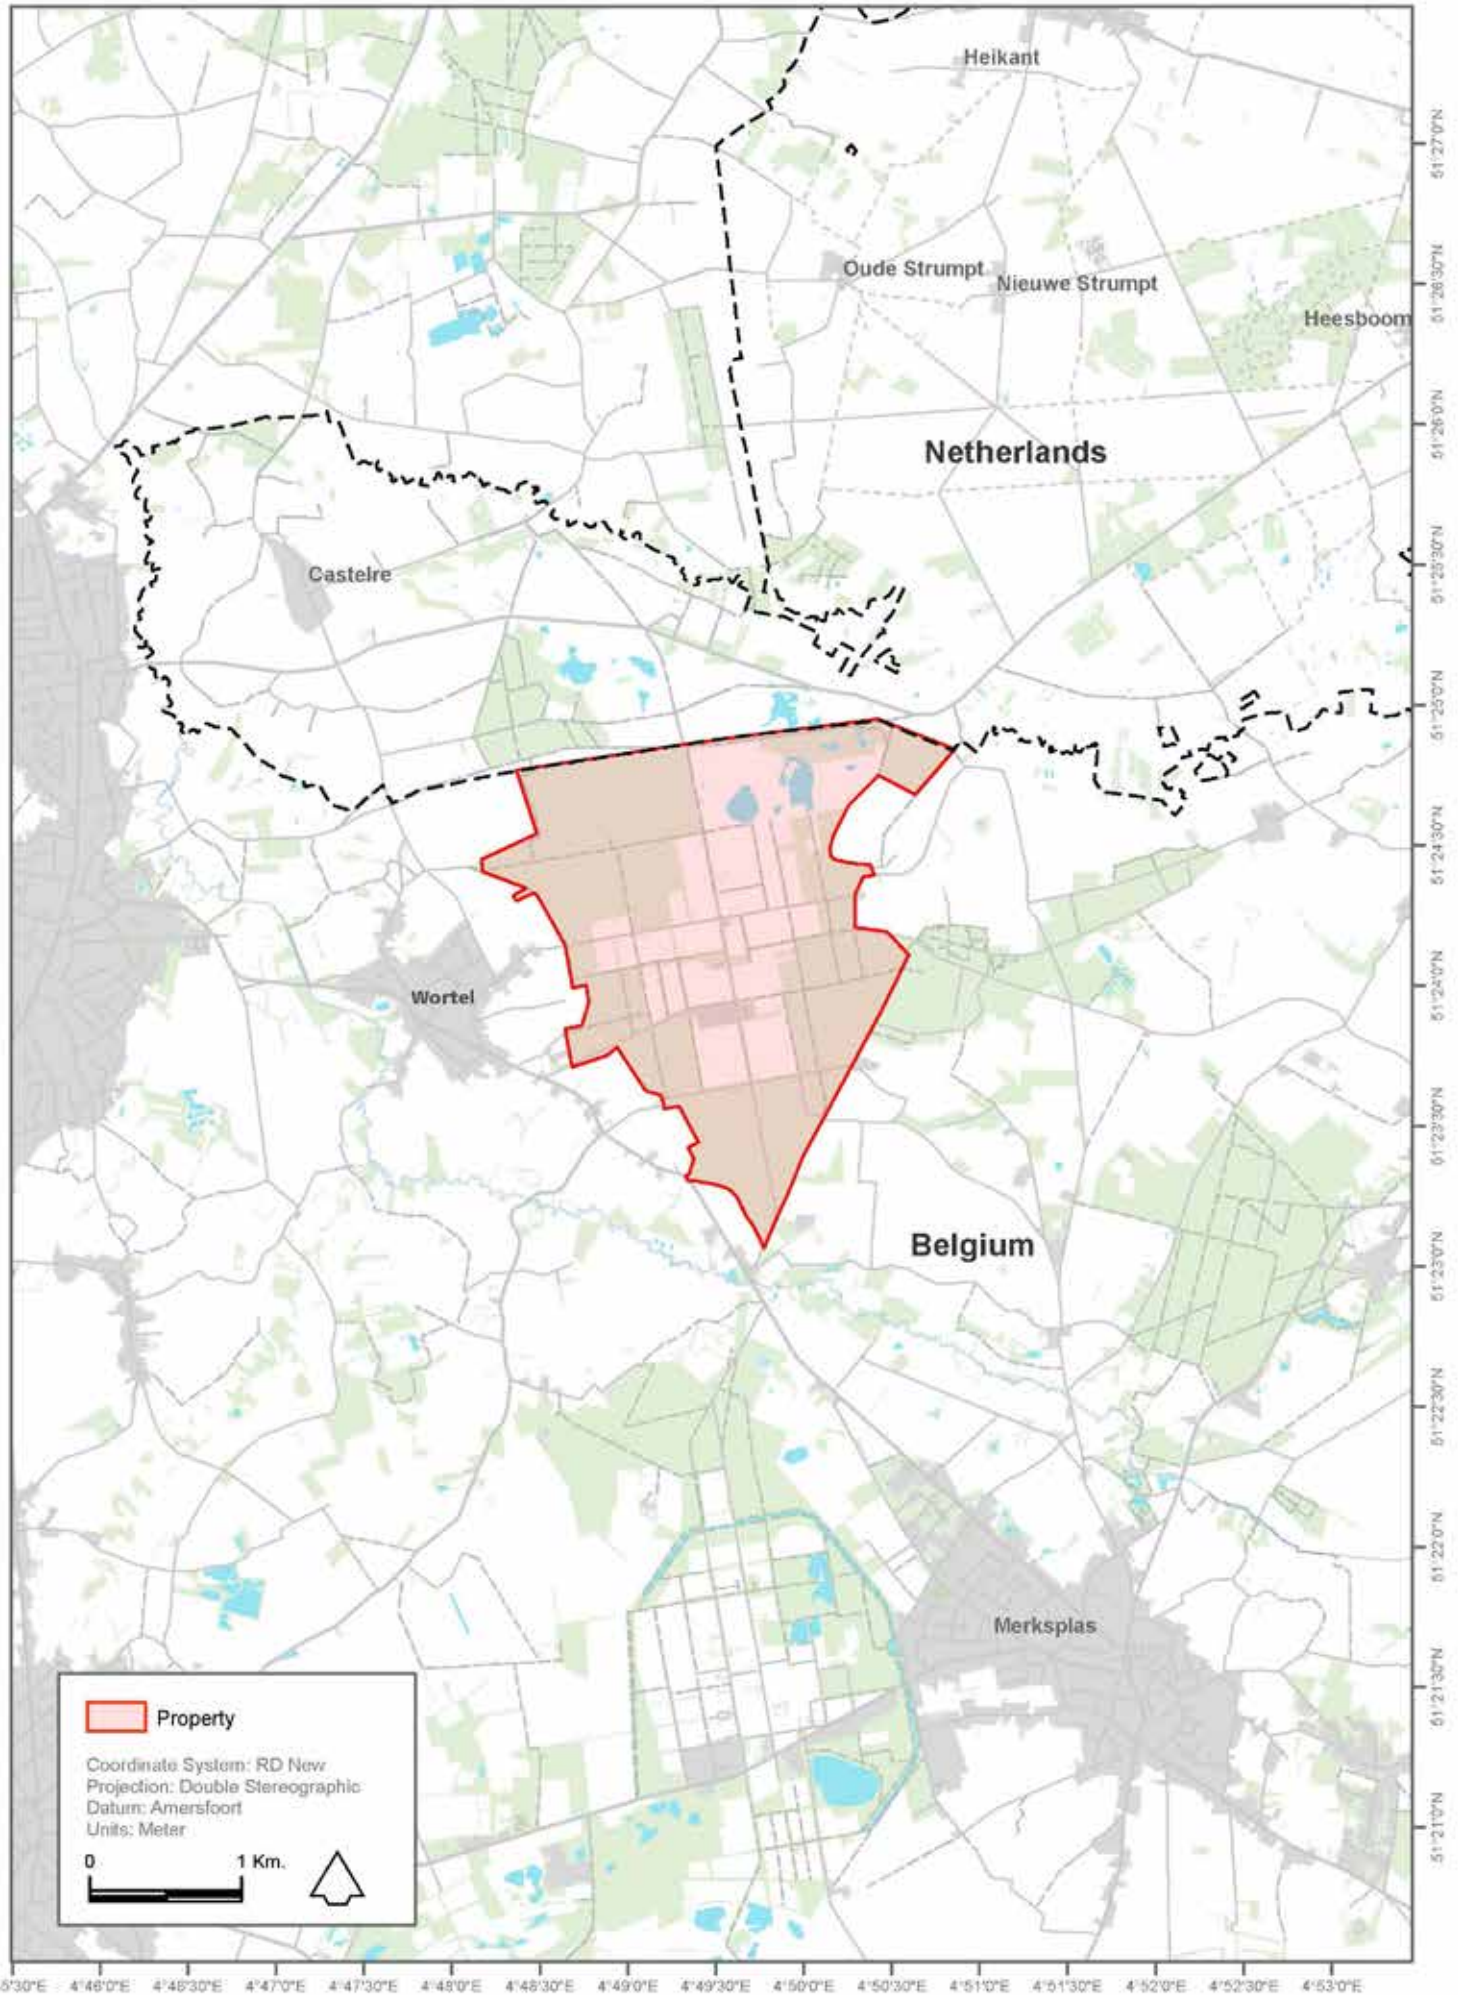 Heikant
51°27'0"N
Oude Strumpt
Nieuwe Strumpt
51°26'30"N
Heesboom
51°26'0"N
Netherlands
51°25'30"N
Castelre
51°25'0"N
51°24'30"N
Wortel
51°24'0"N
51°23'30"N
Belgium
51°23'0"N
51°22'30"N
51°22'0"N
Merksplas
51°21'30"N
Property
Coordinate System: RD New
Projection: Double Stereographic
Datum: Amersfoort
Units: Meter
51°21'0"N
0 1 Km.
5'30"E 4°46'0"E 4°46'30"E 4°47'0"E 4°47'30"E 4°48'0"E 4°48'30"E 4°49'0"E 4°49'30"E 4°50'0"E 4°50'30"E 4°51'0"E 4°51'30"E 4°52'0"E 4°52'30"E 4°53'0"E